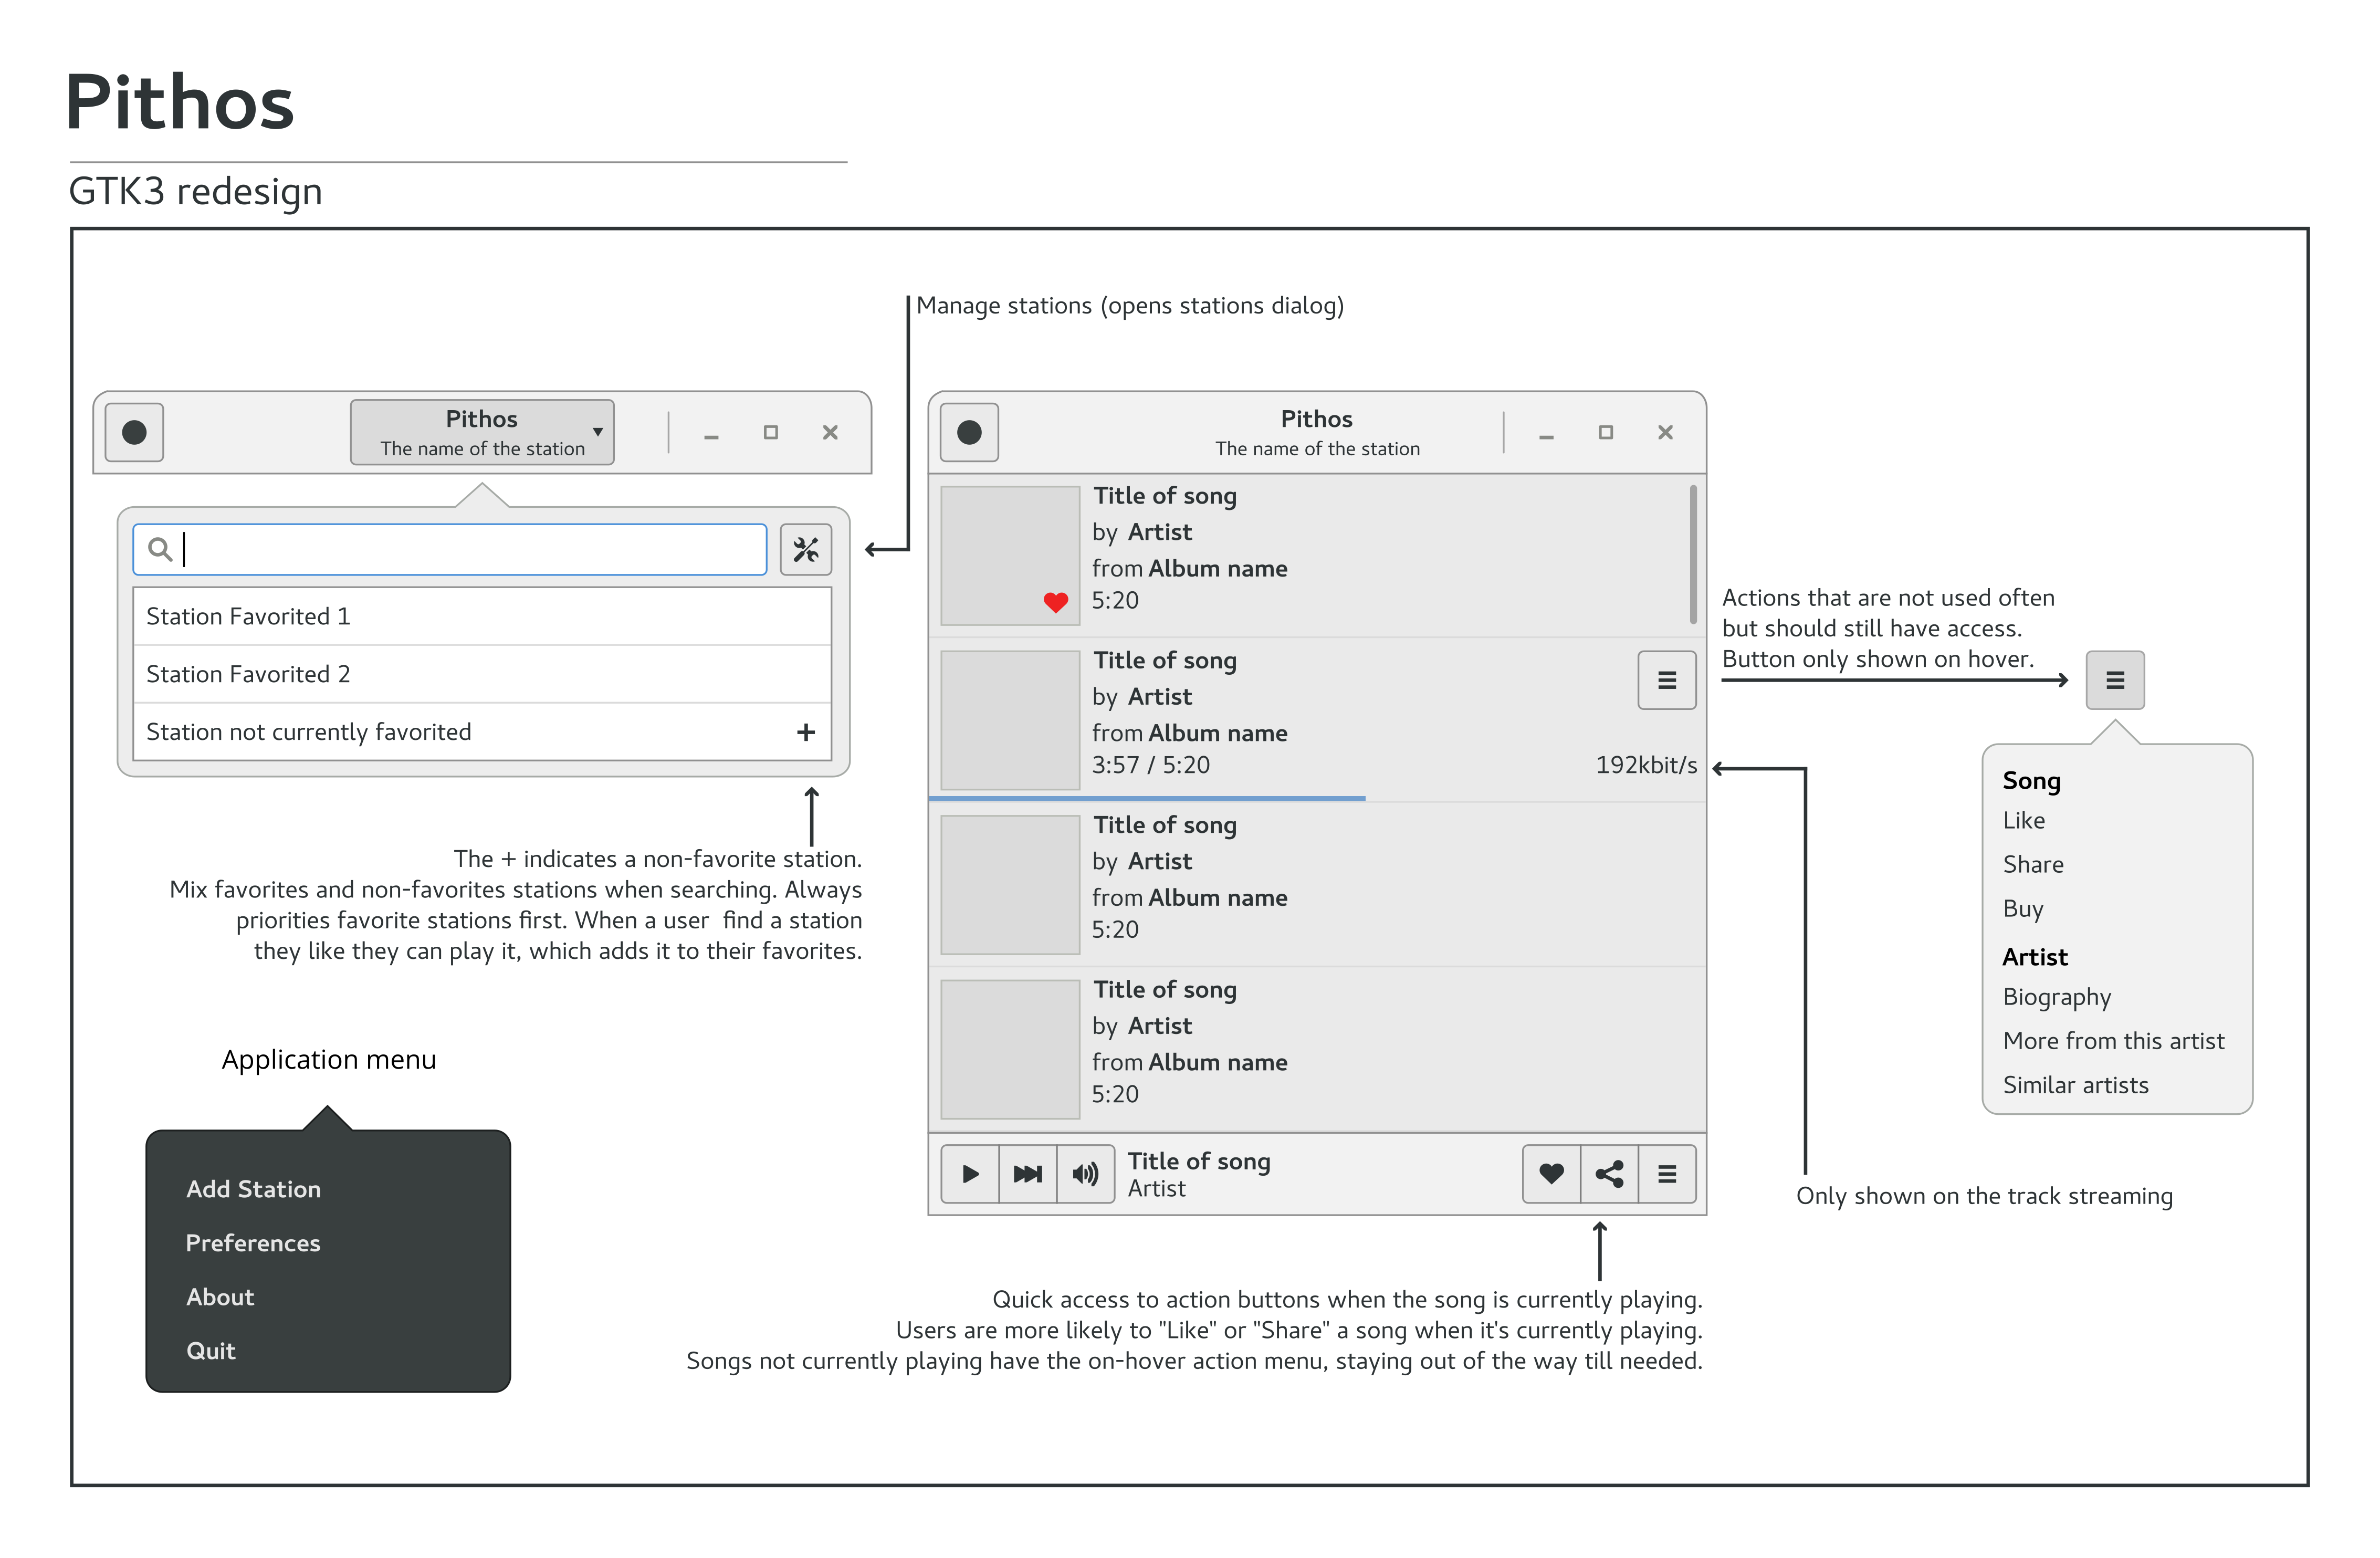 Pithos
GTK3 redesign
Manage stations (opens stations dialog)
Pithos
The name of the station
Station Favorited 1
Station Favorited 2
Station not currently favorited
+
The + indicates a non-favorite station.
Mix favorites and non-favorites stations when searching. Always
priorities favorite stations first. When a user  find a station
they like they can play it, which adds it to their favorites.
Application menu
Add Station
Preferences
About
Quit
Pithos
The name of the station
Title of song
by Artist
from Album name
5:20
Title of song
by Artist
from Album name
3:57 / 5:20
192kbit/s
Title of song
by Artist
from Album name
5:20
Title of song
by Artist
from Album name
5:20
Title of song
Artist
Quick access to action buttons when the song is currently playing.
Users are more likely to "Like" or "Share" a song when it's currently playing.
Songs not currently playing have the on-hover action menu, staying out of the way till needed.
Actions that are not used often
but should still have access.
Button only shown on hover.
Song
Like
Share
Buy
Artist
Biography
More from this artist
Similar artists
Only shown on the track streaming